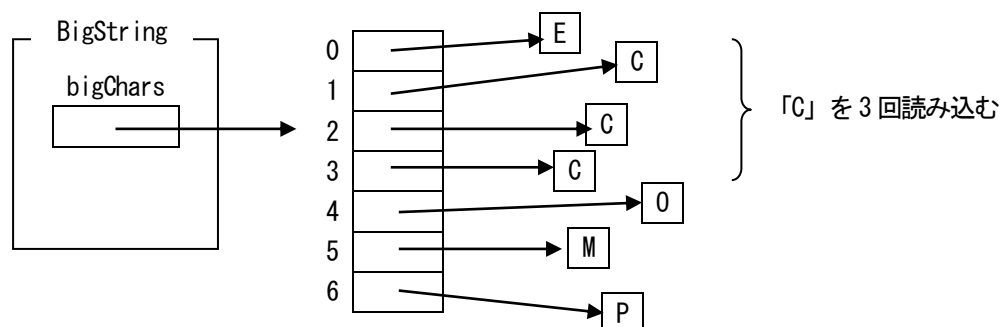 BigString
bigChars
0
1
2
3
4
5
6
E
C
C
C
O
M
P
「C」を3回読み込む